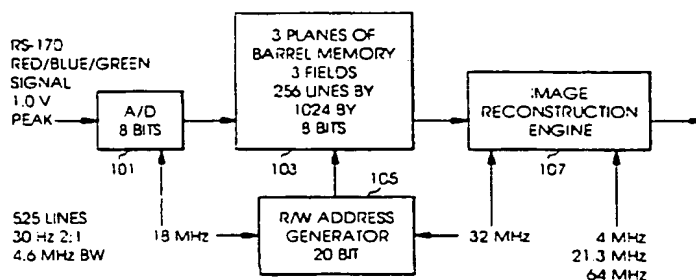 RS-170
RED/BLUE/GREEN
SIGNAL
1.0 V
PEAK
A/D
8 BITS
101
3 PLANES OF
BARREL MEMORY
3 FIELDS
256 LINES BY
1024 BY
8 BITS
103
IMAGE
RECONSTRUCTION
ENGINE
107
105
525 LINES
30 Hz 2:1
4.6 MHz BW
18 MHz
R/W ADDRESS
GENERATOR
20 BIT
32 MHz
4 MHz
21.3 MHz
64 MHz